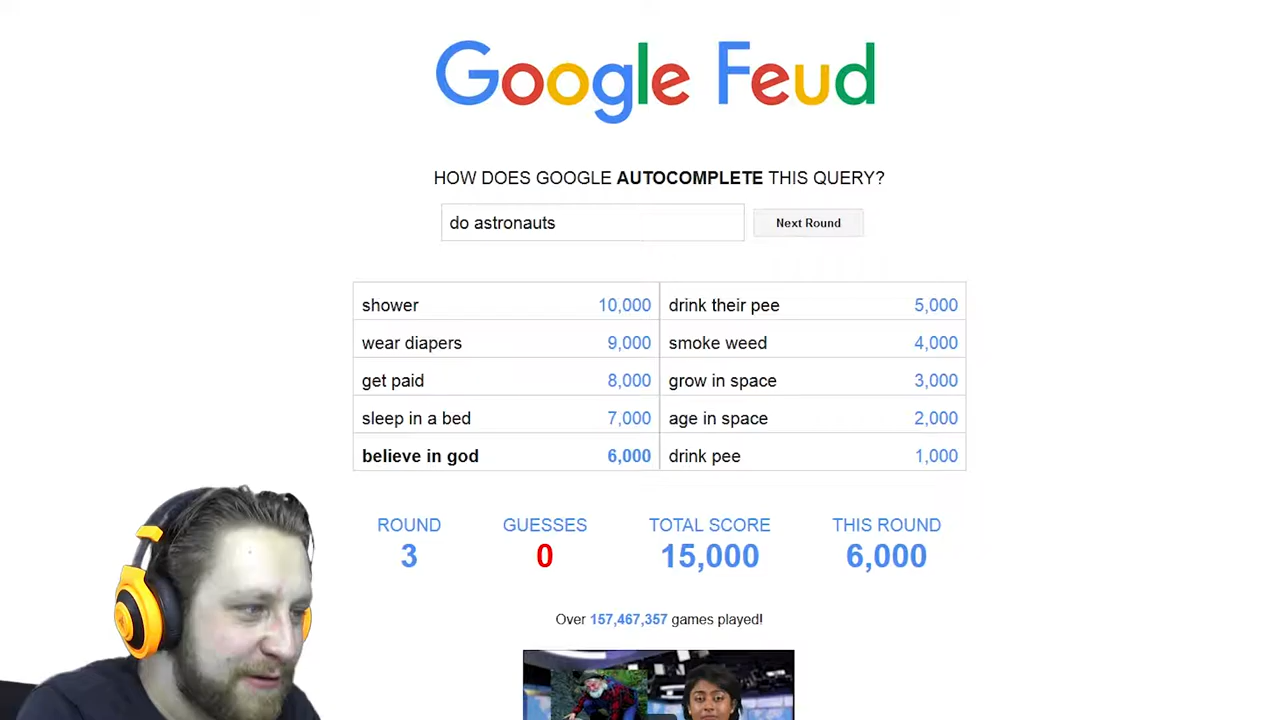 Google Feud
HOW DOES GOOGLE AUTOCOMPLETE THIS QUERY?
do astronauts
Next Round
shower 10,000 drink their pee 5,000
wear diapers 9,000 smoke weed 4,000
get paid 8,000 grow in space 3,000
sleep in a bed 7,000 age in space 2,000
believe in god 6,000 drink pee 1,000
ROUND GUESSES TOTAL SCORE THIS ROUND
3 0 15,000 6,000
Over 157,467,357 games played!